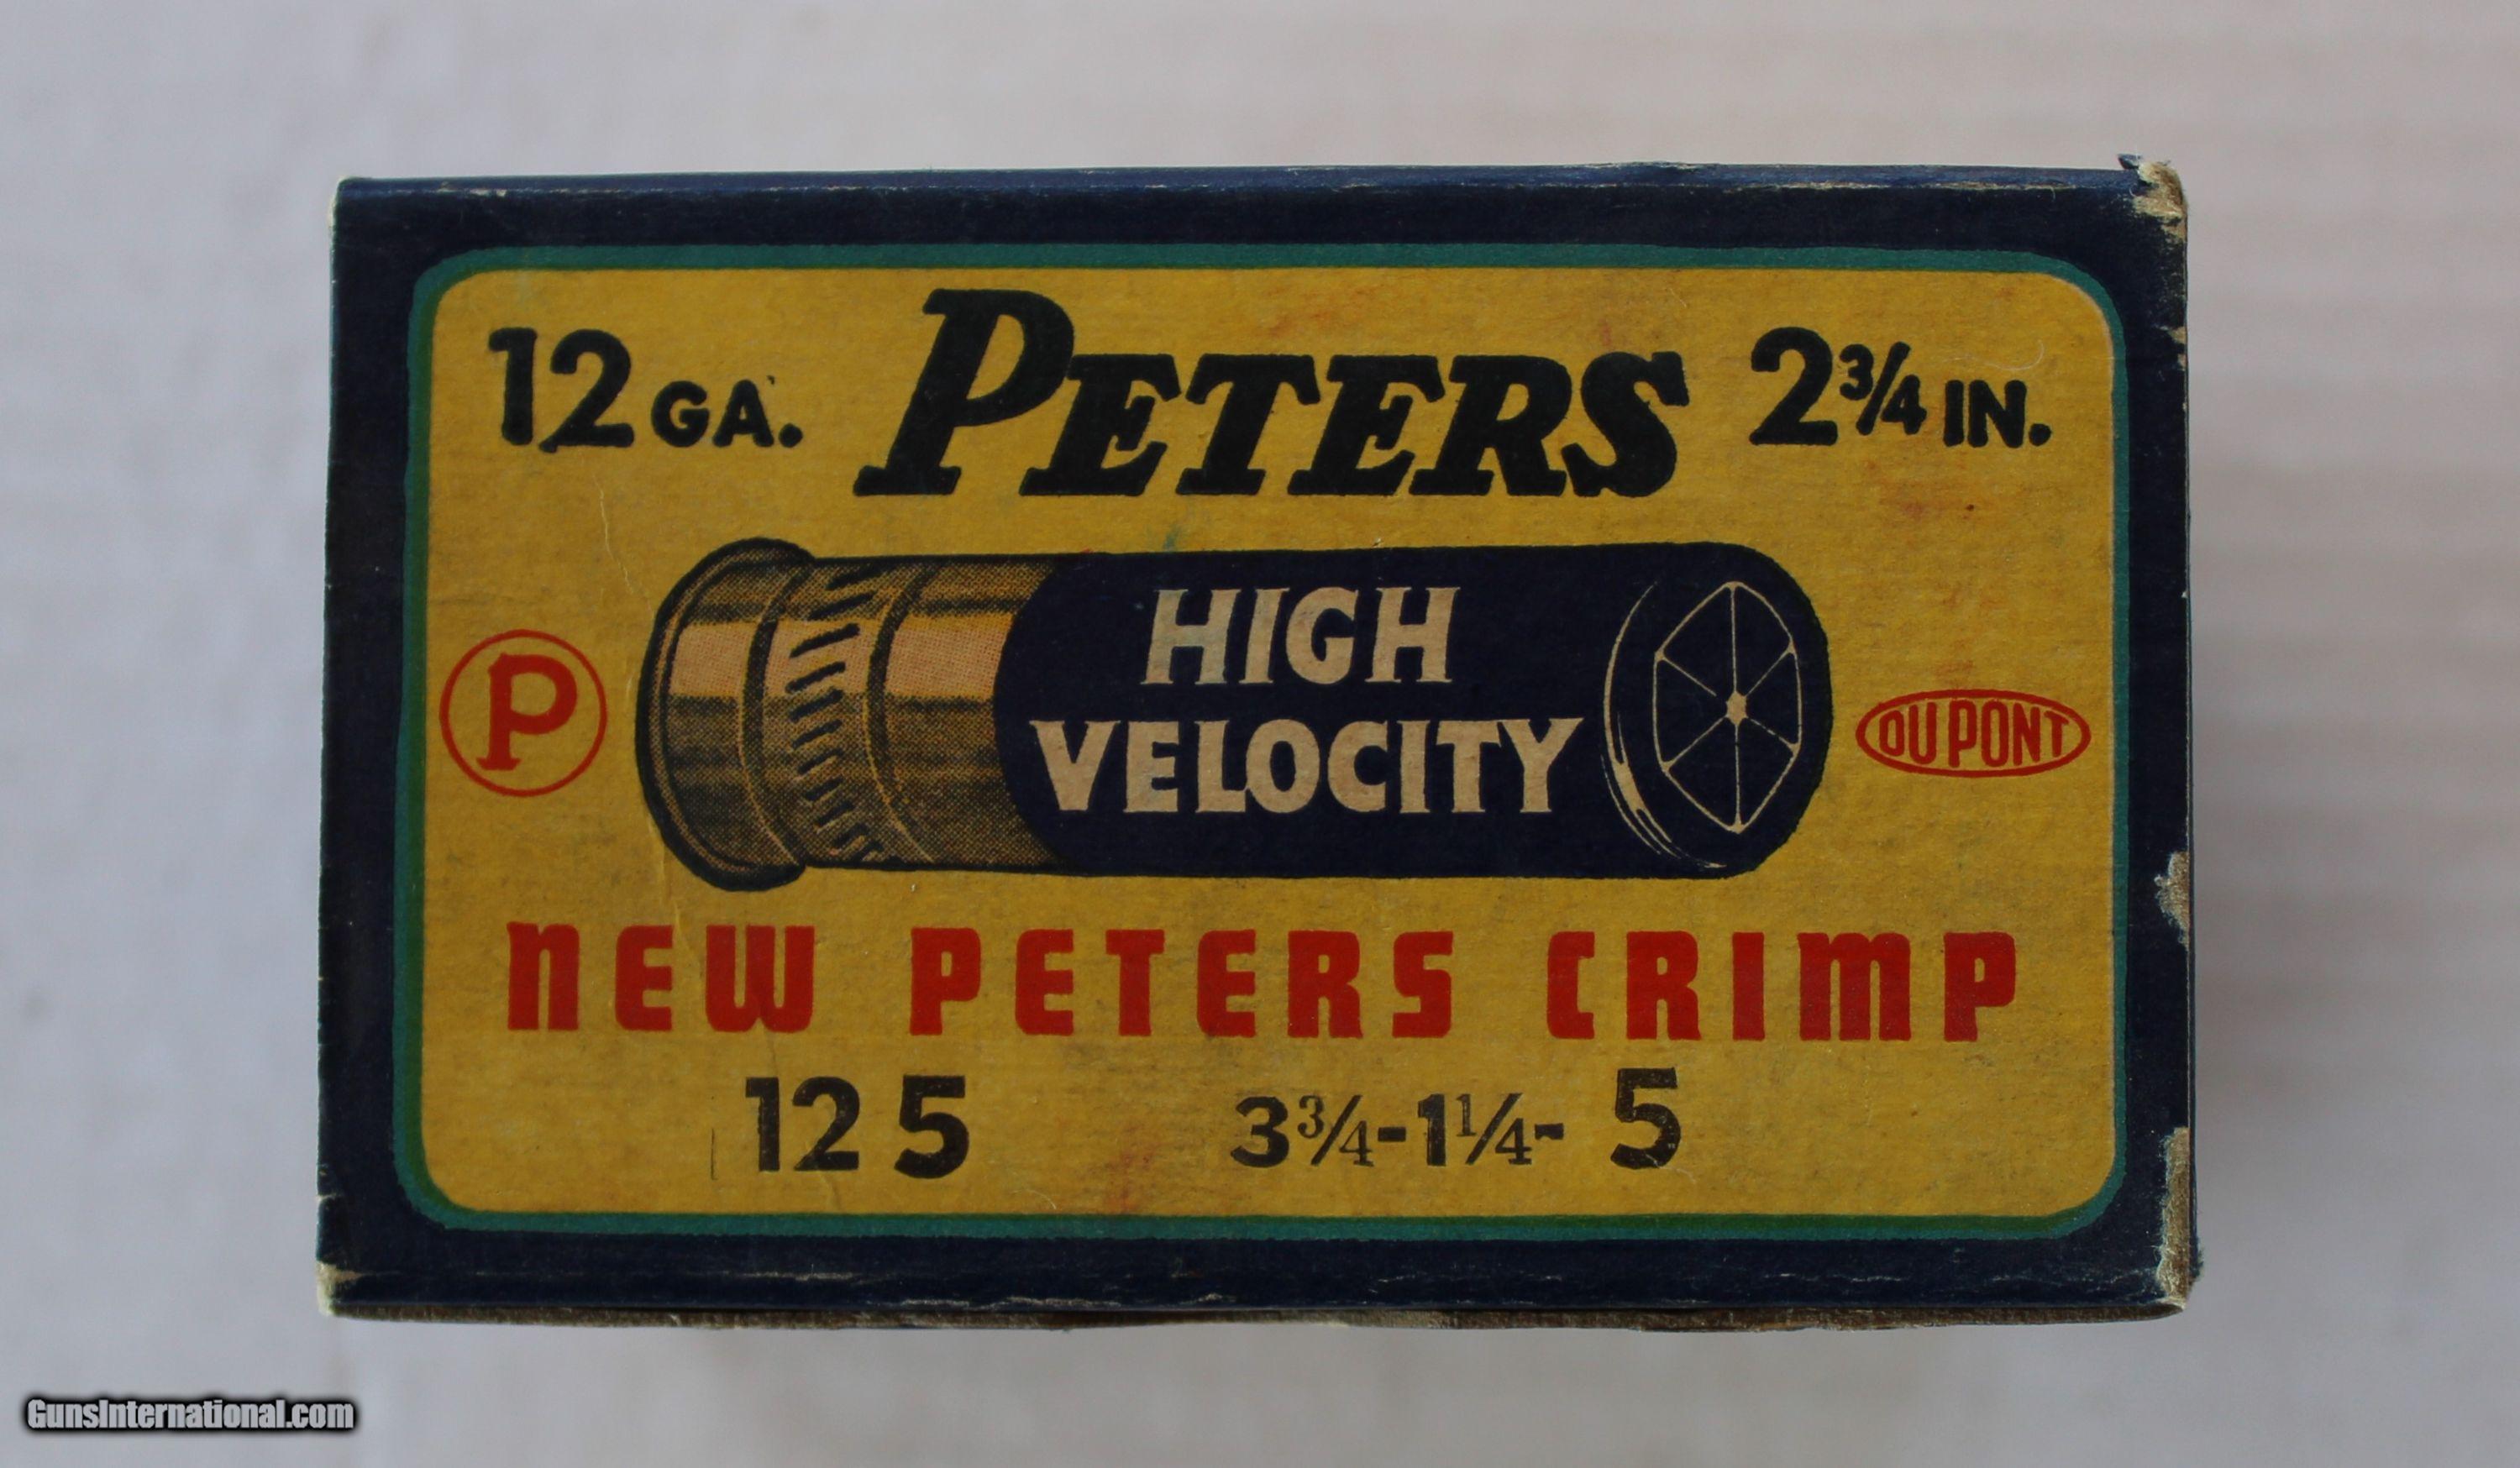 12 GA. PETERS 2¾ IN.
HIGH
VELOCITY
P
DU PONT
NEW PETERS CRIMP
12 5 3¾-1¼- 5
GunsInternational.com